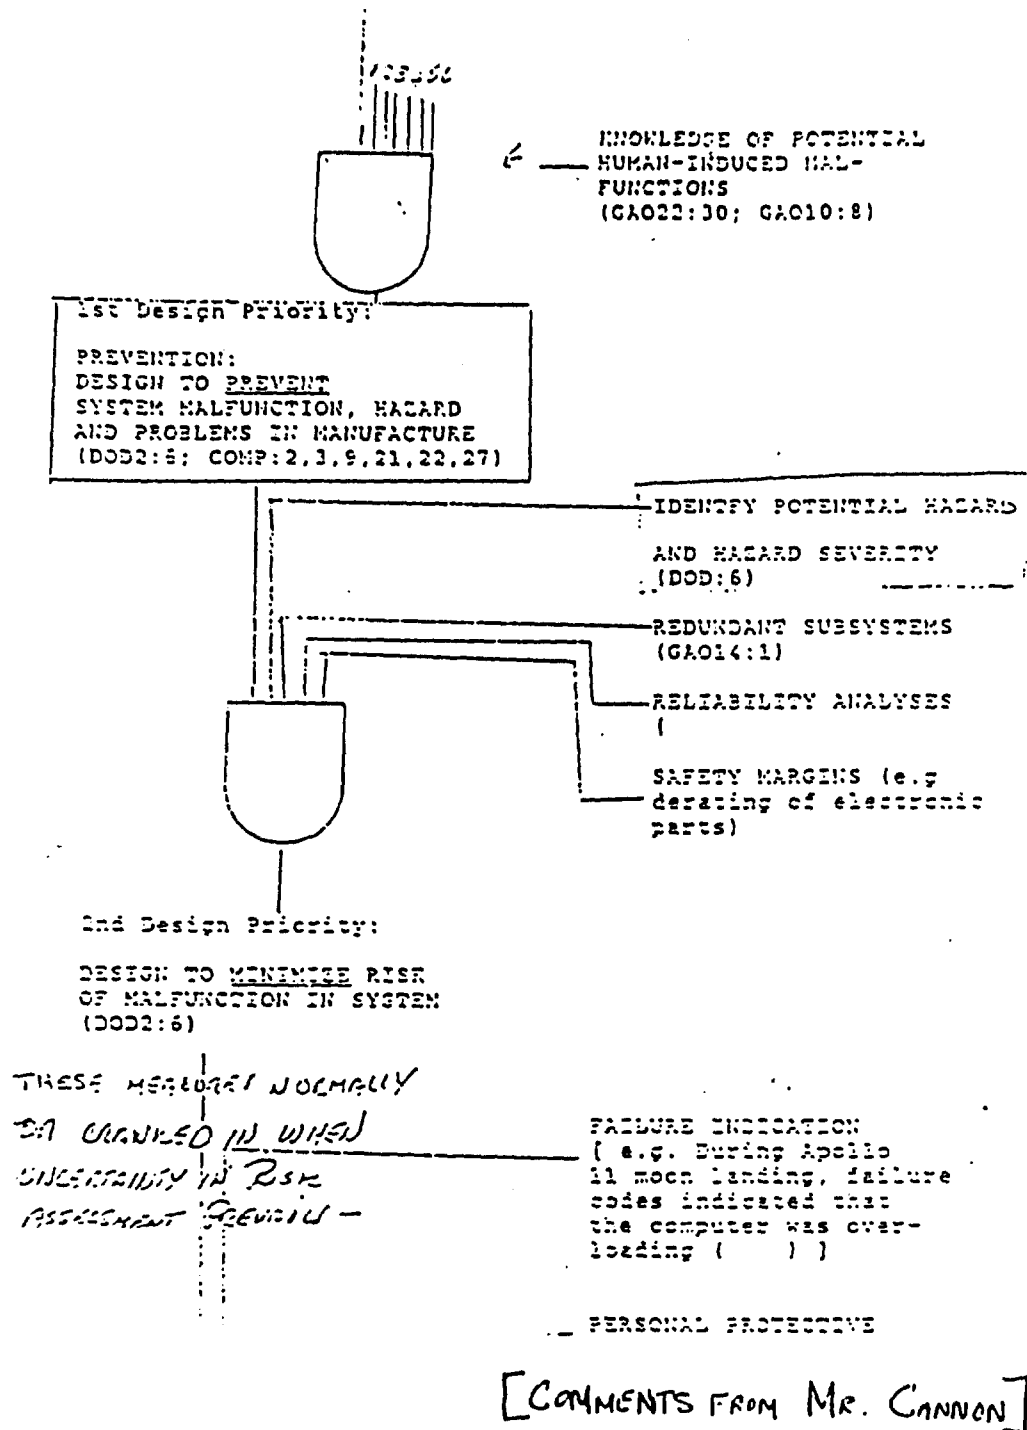 123456
6
KNOWLEDGE OF POTENTIAL
HUMAN-INDUCED MAL-
FUNCTIONS
(GAO22:30; GAO10:8)
1st Design Priority:
PREVENTION:
DESIGN TO PREVENT
SYSTEM MALFUNCTION, HAZARD
AND PROBLEMS IN MANUFACTURE
(DOD2:6; COMP:2,3,9,21,22,27)
IDENTFY POTENTIAL HAZARD
AND HAZARD SEVERITY
(DOD:6)
REDUNDANT SUBSYSTEMS
(GAO14:1)
RELIABILITY ANALYSES
(
SAFETY MARGINS (e.g
derating of electronic
parts)
2nd Design Priority:
DESIGN TO MINIMIZE RISK
OF MALFUNCTION IN SYSTEM
(DOD2:6)
THESE MEASURES NORMALLY
CRANKED IN WHEN
UNCERTAINTY IN RISK
ASSESSMENT PREVAILS —
FAILURE INDICATION
[ e.g. During Apollo
11 moon landing, failure
codes indicated that
the computer was over-
loading (    ) ]
PERSONAL PROTECTIVE
[COMMENTS FROM MR. CANNON]